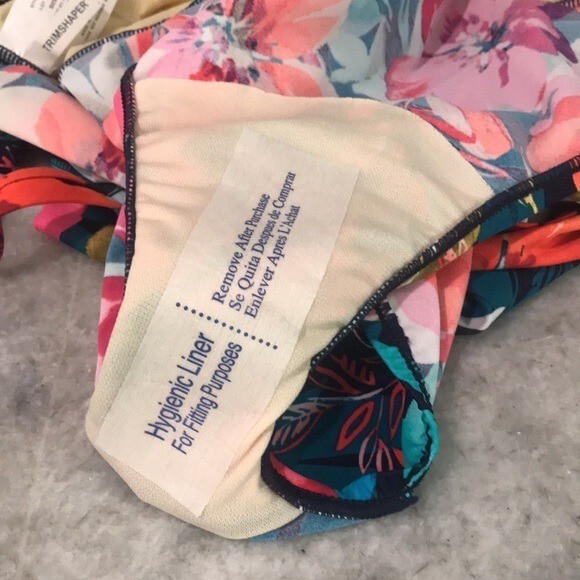 TRIMSHAPER
Hygienic Liner
For Fitting Purposes
Remove After Purchase
Se Quita Despues de Comprar
Enlever Apres L'Achat